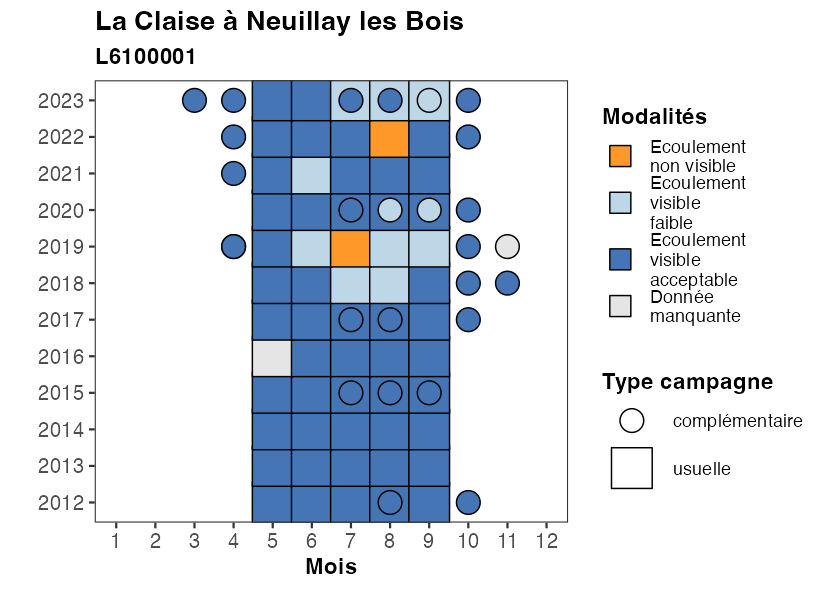 La Claise à Neuillay les Bois
L6100001
2023
2022
2021
2020
2019
2018
2017
2016
2015
2014
2013
2012
1 2 3 4 5 6 7 8 9 10 11 12
Mois
Modalités
Ecoulement
non visible
Ecoulement
visible
faible
Ecoulement
visible
acceptable
Donnée
manquante
Type campagne
complémentaire
usuelle